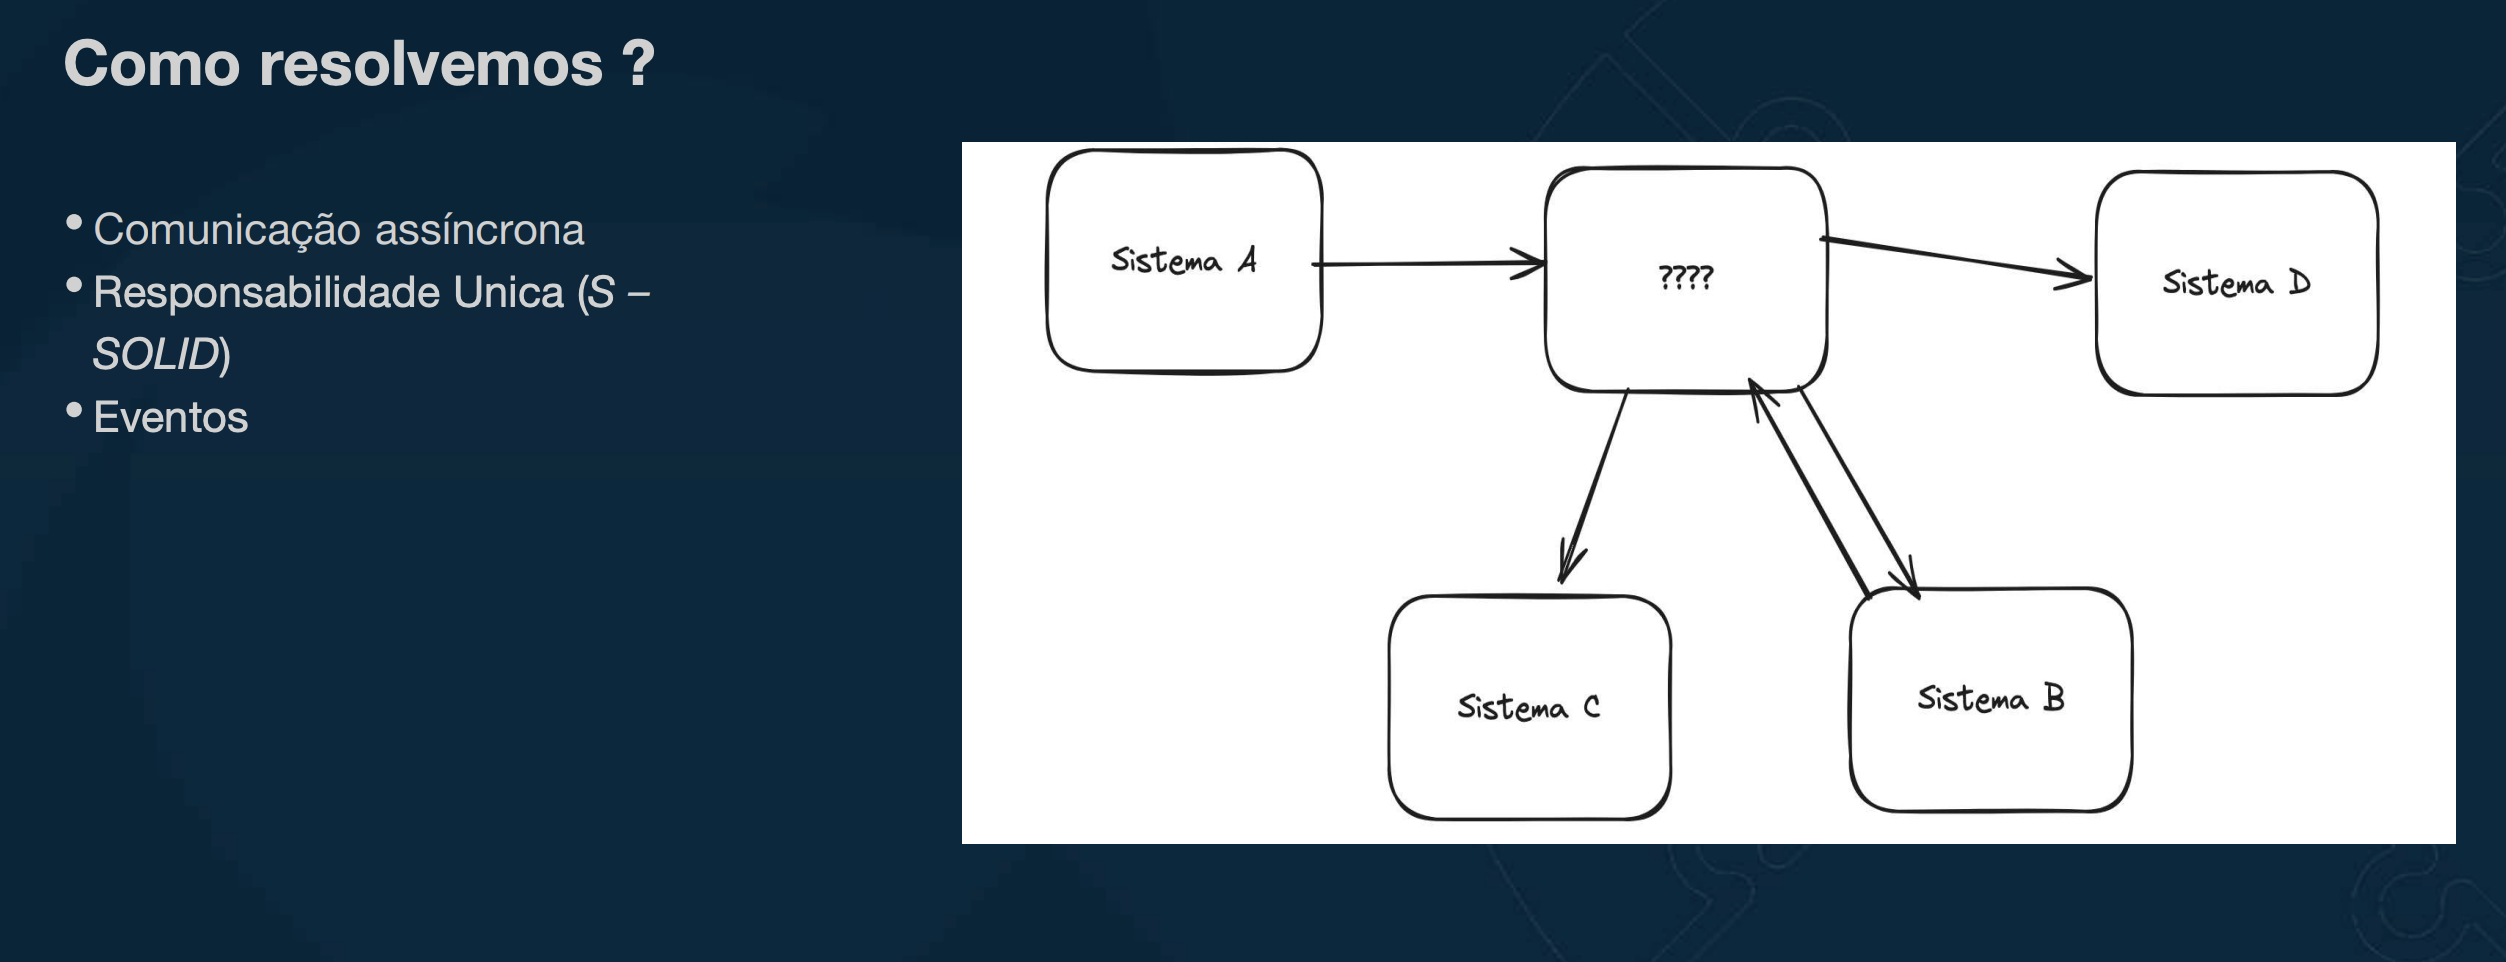 Como resolvemos ?
• Comunicação assíncrona
• Responsabilidade Unica (S –
SOLID)
• Eventos
Sistema A
????
Sistema D
Sistema C
Sistema B